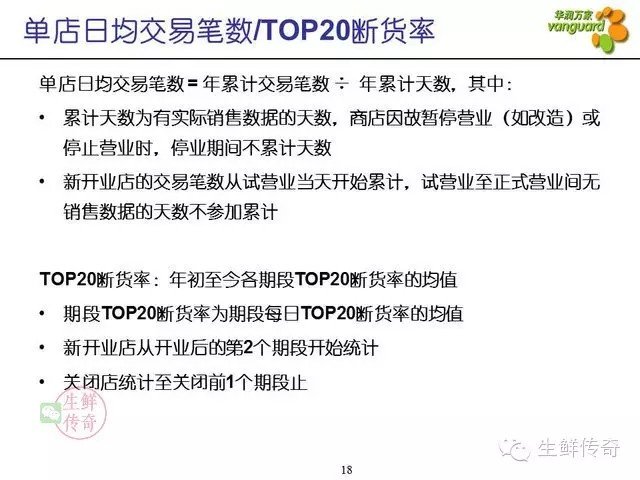 单店日均交易笔数/TOP20断货率
华润万家
vanguard
单店日均交易笔数 = 年累计交易笔数 ÷ 年累计天数，其中：
• 累计天数为有实际销售数据的天数，商店因故暂停营业（如改造）或
停止营业时，停业期间不累计天数
• 新开业店的交易笔数从试营业当天开始累计，试营业至正式营业间无
销售数据的天数不参加累计
TOP20断货率：年初至今各期段TOP20断货率的均值
• 期段TOP20断货率为期段每日TOP20断货率的均值
• 新开业店从开业后的第2个期段开始统计
• 关闭店统计至关闭前1个期段止
生鲜
传奇
生鲜传奇
18